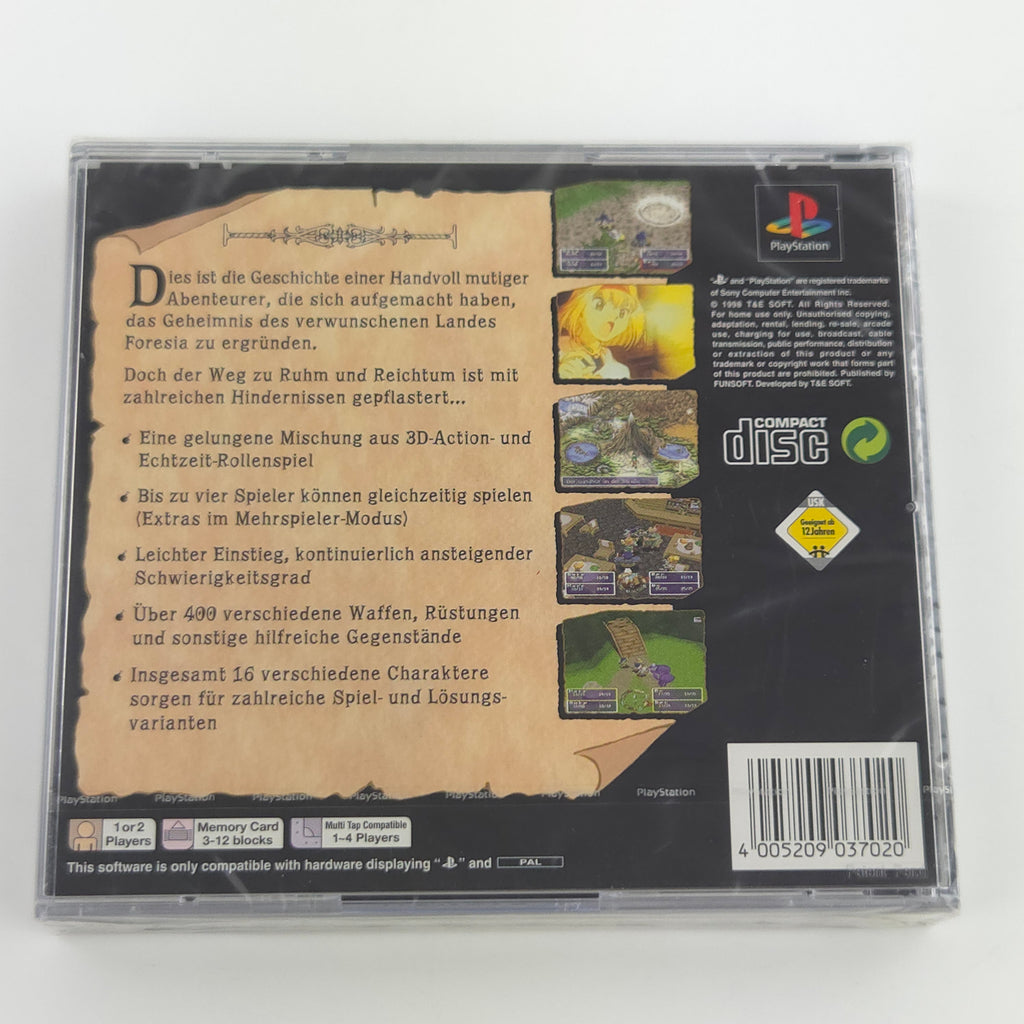 Dies ist die Geschichte einer Handvoll mutiger
Abenteurer, die sich aufgemacht haben,
das Geheimnis des verwunschenen Landes
Foresia zu ergründen.
Doch der Weg zu Ruhm und Reichtum ist mit
zahlreichen Hindernissen gepflastert...
Eine gelungene Mischung aus 3D-Action- und
Echtzeit-Rollenspiel
Bis zu vier Spieler können gleichzeitig spielen
(Extras im Mehrspieler-Modus)
Leichter Einstieg, kontinuierlich ansteigender
Schwierigkeitsgrad
Über 400 verschiedene Waffen, Rüstungen
und sonstige hilfreiche Gegenstände
Insgesamt 16 verschiedene Charaktere
sorgen für zahlreiche Spiel- und Lösungs-
varianten
PlayStation
" " and "PlayStation" are registered trademarks
of Sony Computer Entertainment Inc.
© 1998 T&E SOFT. All Rights Reserved.
For home use only. Unauthorised copying,
adaptation, rental, lending, re-sale, arcade
use, charging for use, broadcast, cable
transmission, public performance, distribution
or extraction of this product or any
trademark or copyright work that forms part
of this product are prohibited. Published by
FUNSOFT. Developed by T&E SOFT.
COMPACT
disc
USK
Geeignet ab
12 Jahren
PlayStation PlayStation PlayStation PlayStation PlayStation PlayStation
1 or 2
Players
Memory Card
3-12 blocks
Multi Tap Compatible
1-4 Players
This software is only compatible with hardware displaying " " and PAL
4 005209 037020